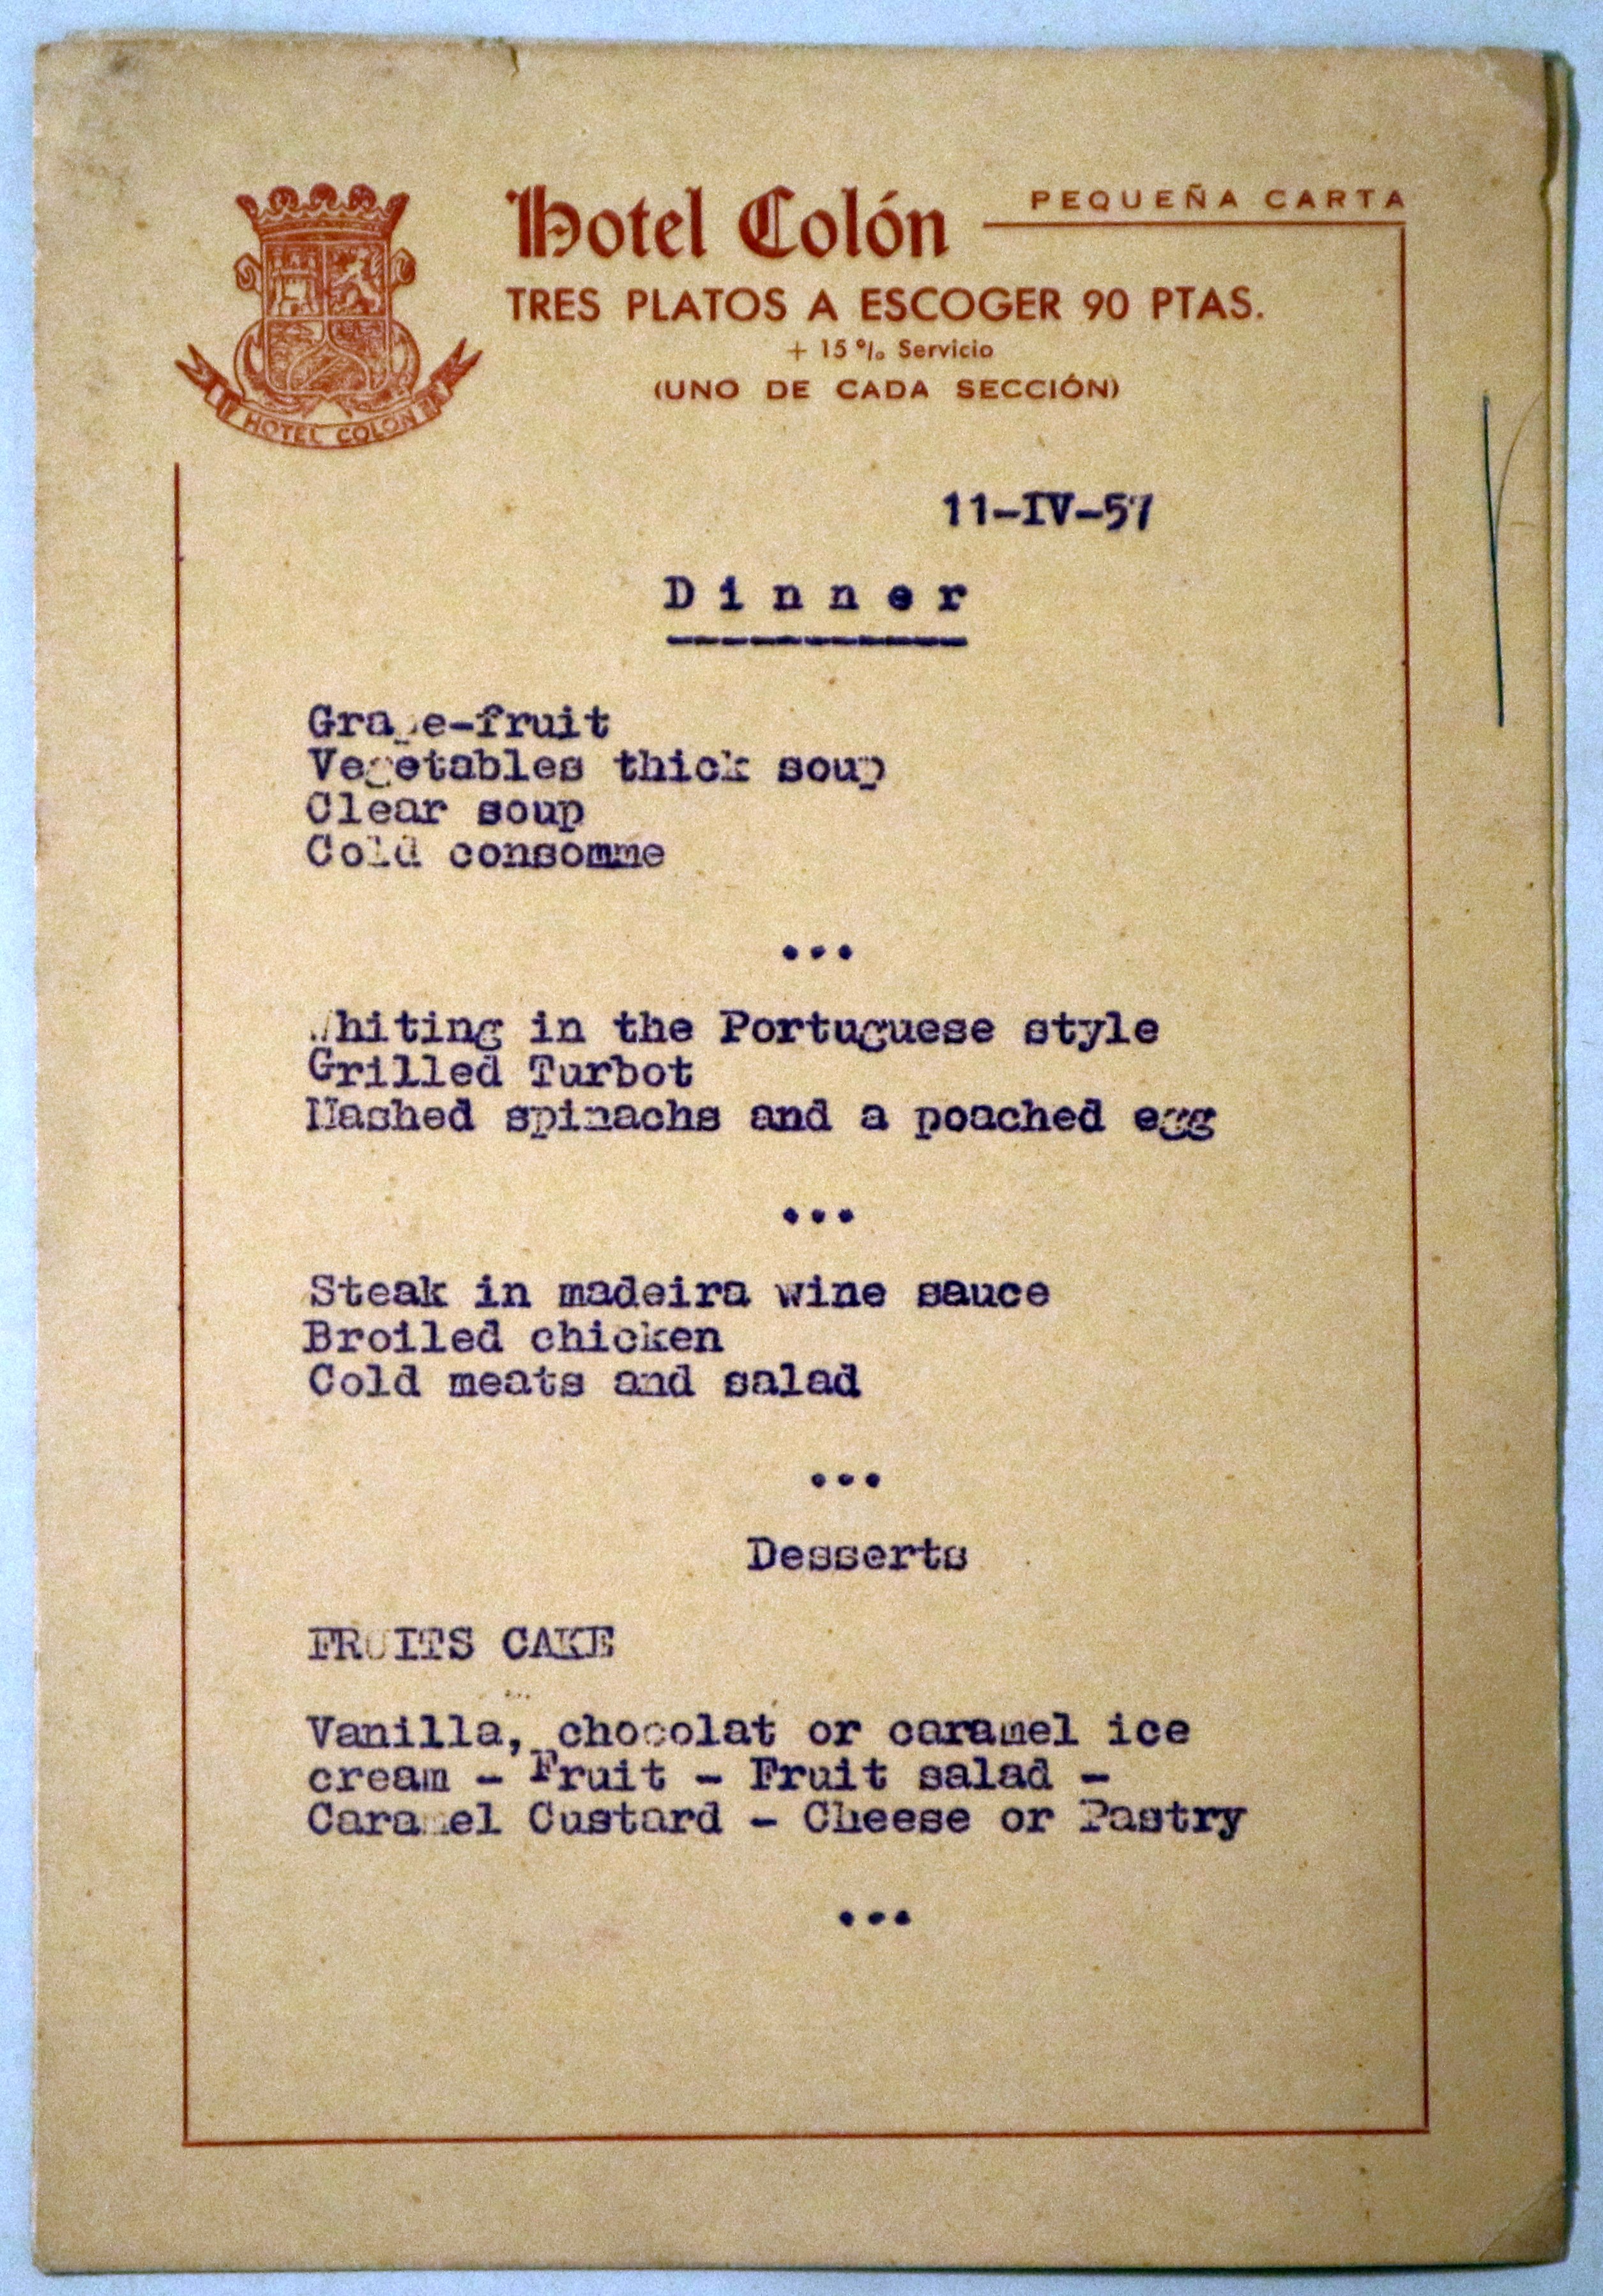 Hotel Colón
PEQUEÑA CARTA
TRES PLATOS A ESCOGER 90 PTAS.
+ 15 % Servicio
(UNO DE CADA SECCIÓN)
HOTEL COLON
11-IV-57
Dinner
Grape-fruit
Vegetables thick soup
Clear soup
Cold consomme
...
Whiting in the Portuguese style
Grilled Turbot
Mashed spinachs and a poached egg
...
Steak in madeira wine sauce
Broiled chicken
Cold meats and salad
...
Desserts
FRUITS CAKE
Vanilla, chocolat or caramel ice
cream - Fruit - Fruit salad -
Caramel Custard - Cheese or Pastry
...